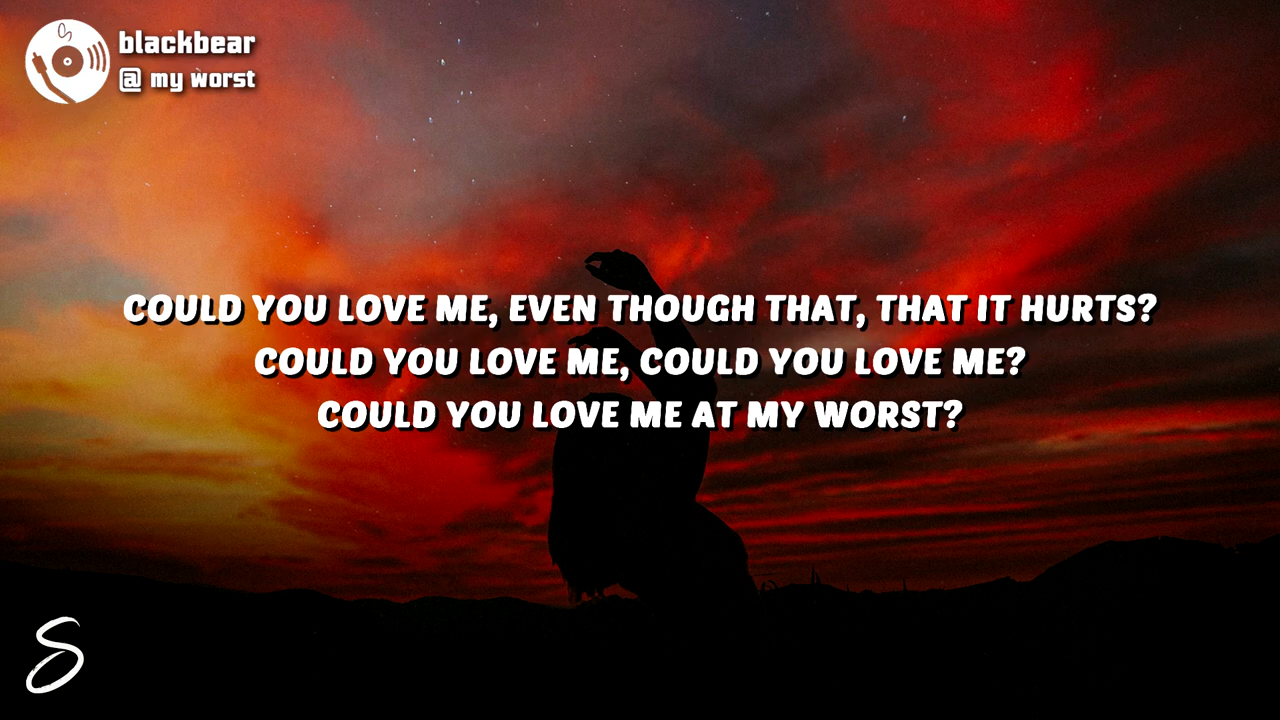 blackbear
@ my worst
COULD YOU LOVE ME, EVEN THOUGH THAT, THAT IT HURTS?
COULD YOU LOVE ME, COULD YOU LOVE ME?
COULD YOU LOVE ME AT MY WORST?
S